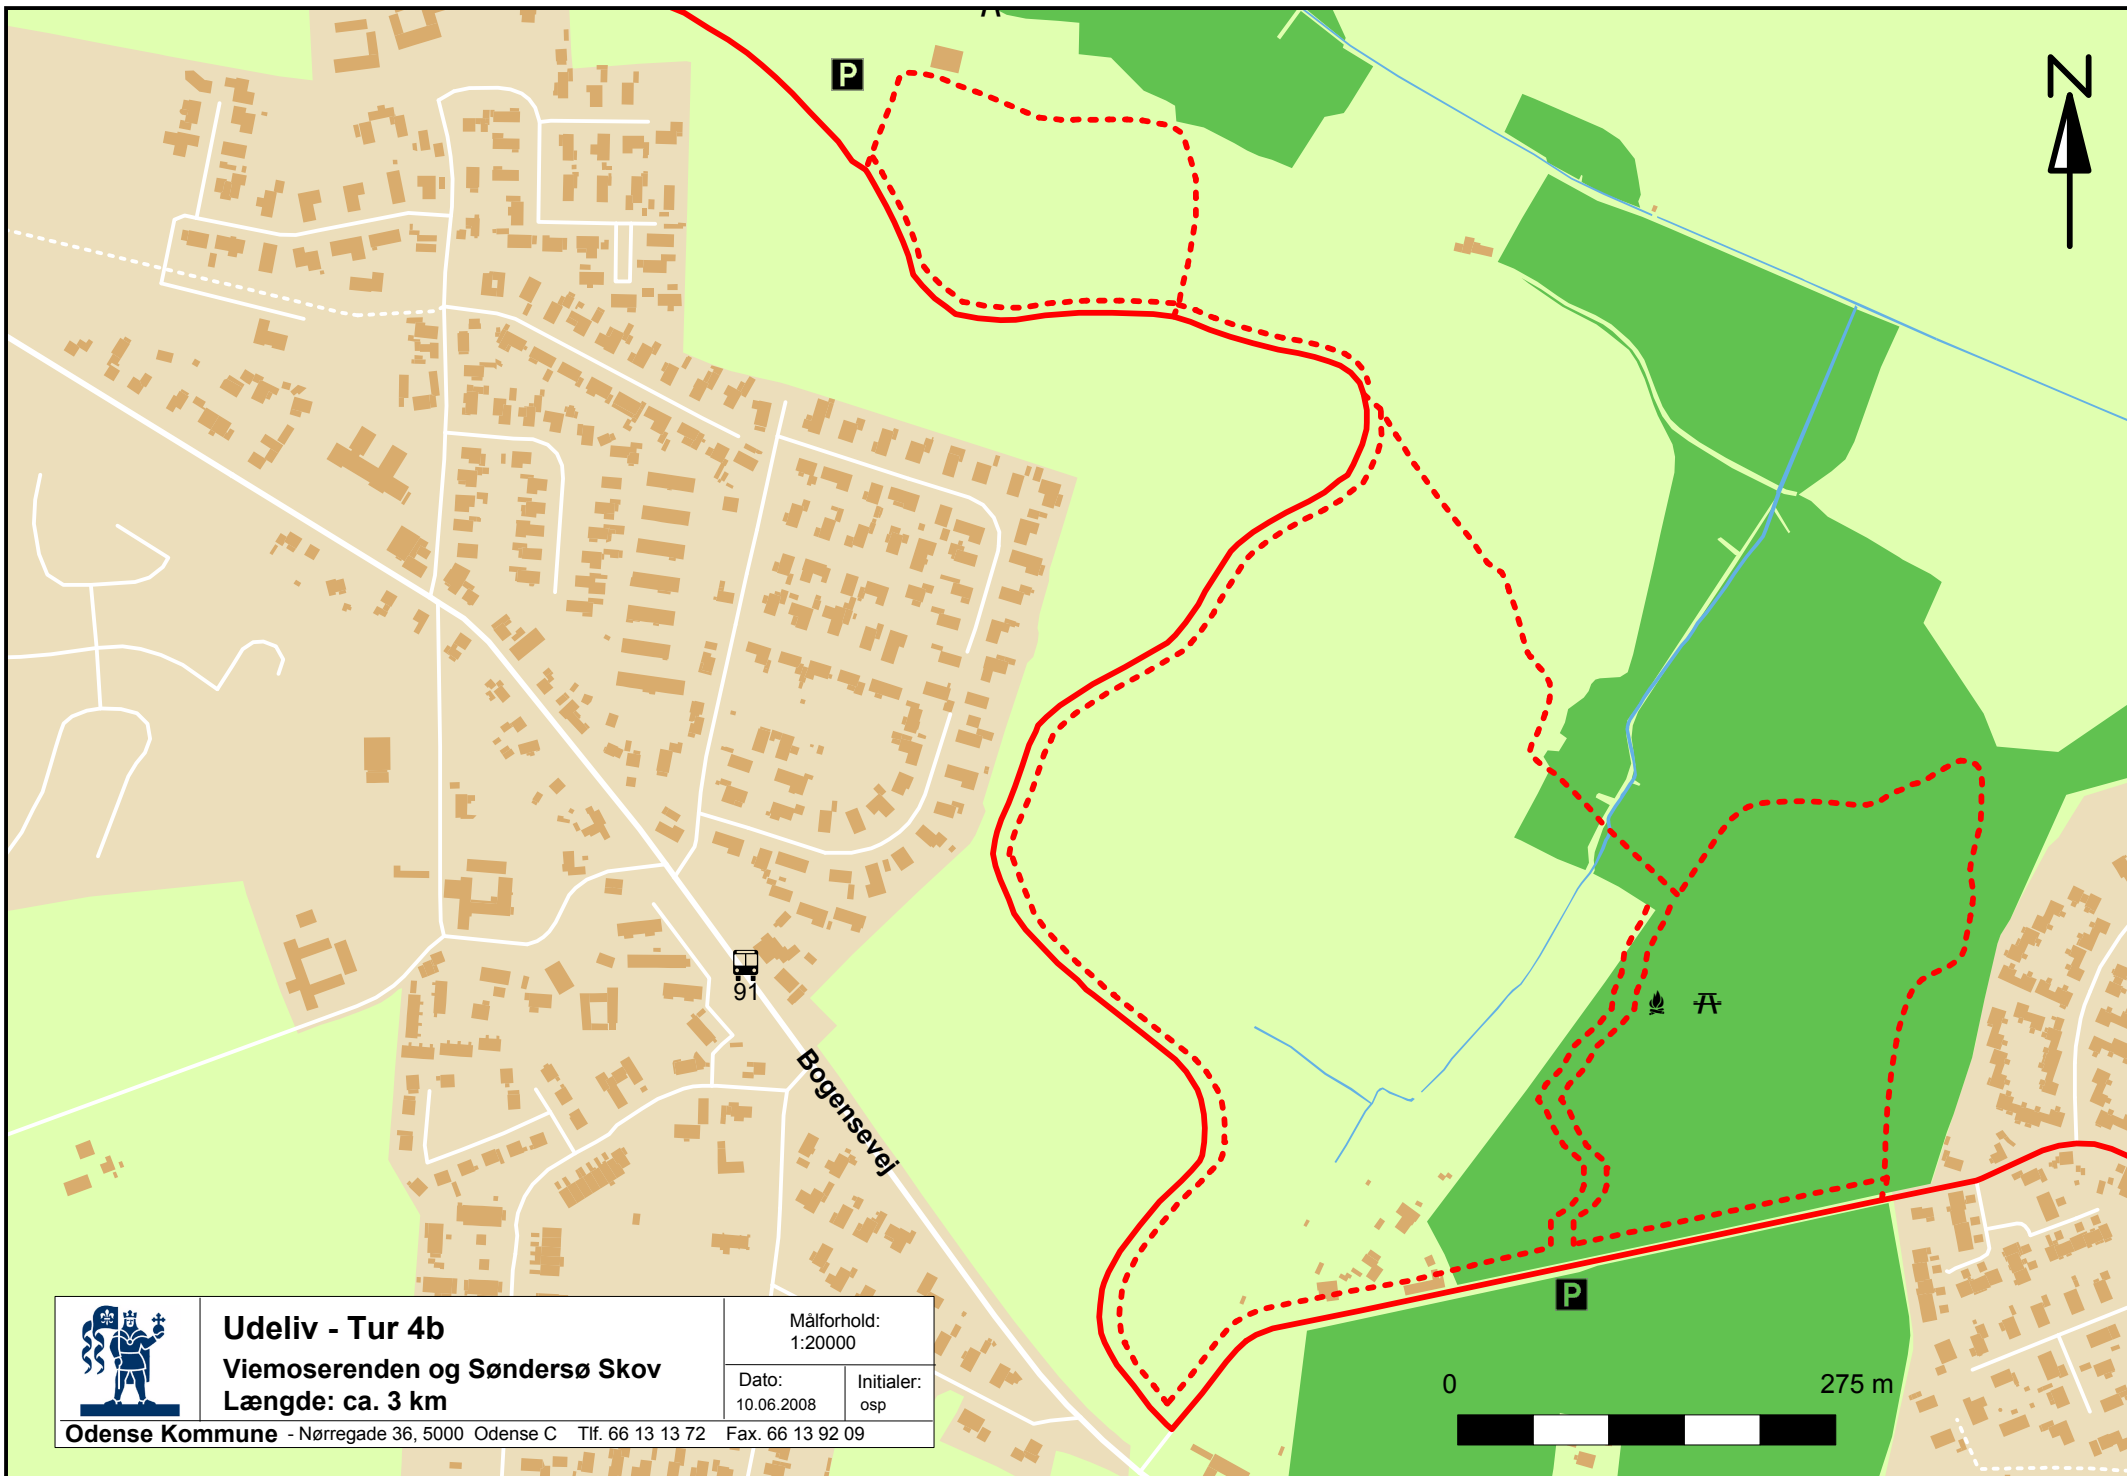 P
N
91
Bogensevej
P
0 275 m
Udeliv - Tur 4b
Viemoserenden og Søndersø Skov
Længde: ca. 3 km
Målforhold:
1:20000
Dato:
10.06.2008
Initialer:
osp
Odense Kommune - Nørregade 36, 5000 Odense C Tlf. 66 13 13 72 Fax. 66 13 92 09